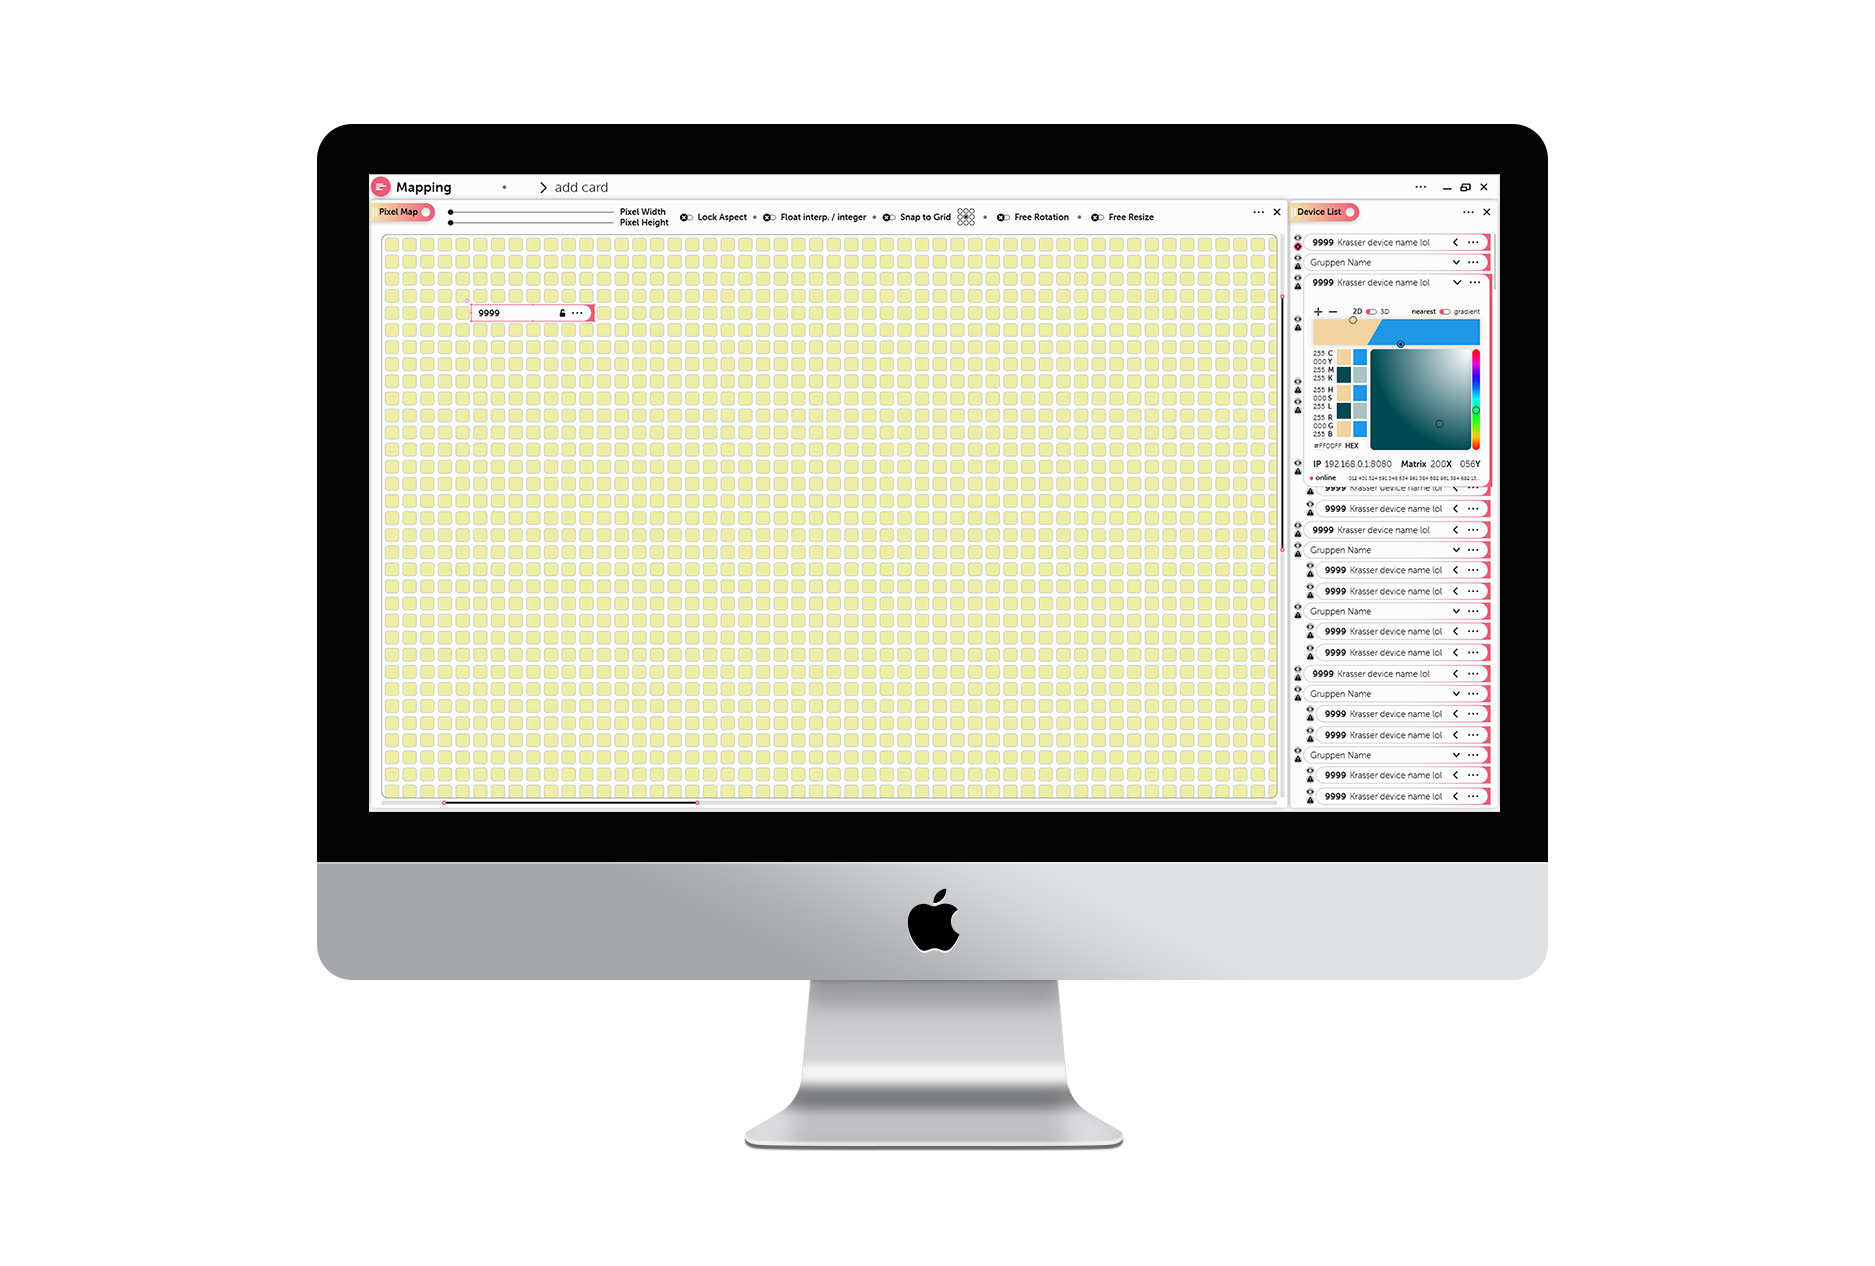 Mapping
add card
Pixel Map
Pixel Width
Pixel Height
Lock Aspect
Float interp. / integer
Snap to Grid
Free Rotation
Free Resize
9999
Device List
9999 Krasser device name lol
Gruppen Name
9999 Krasser device name lol
2D 3D
nearest gradient
255 C
000 Y
255 M
255 K
255 H
000 S
255 L
255 R
000 G
255 B
#FF00FF HEX
IP 192.168.0.1:8080 Matrix 200X 056Y
online
9999 Krasser device name lol
9999 Krasser device name lol
9999 Krasser device name lol
Gruppen Name
9999 Krasser device name lol
9999 Krasser device name lol
Gruppen Name
9999 Krasser device name lol
9999 Krasser device name lol
9999 Krasser device name lol
Gruppen Name
9999 Krasser device name lol
9999 Krasser device name lol
Gruppen Name
9999 Krasser device name lol
9999 Krasser device name lol